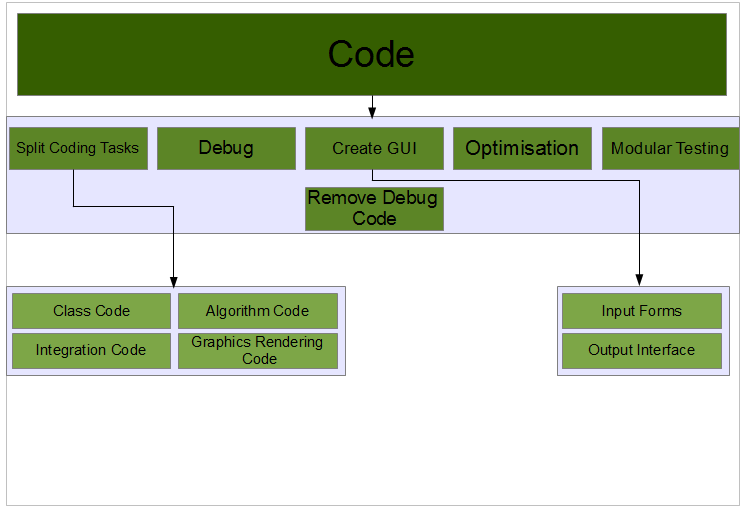 Code
Split Coding Tasks
Debug
Create GUI
Optimisation
Modular Testing
Remove Debug
Code
Class Code
Algorithm Code
Integration Code
Graphics Rendering
Code
Input Forms
Output Interface